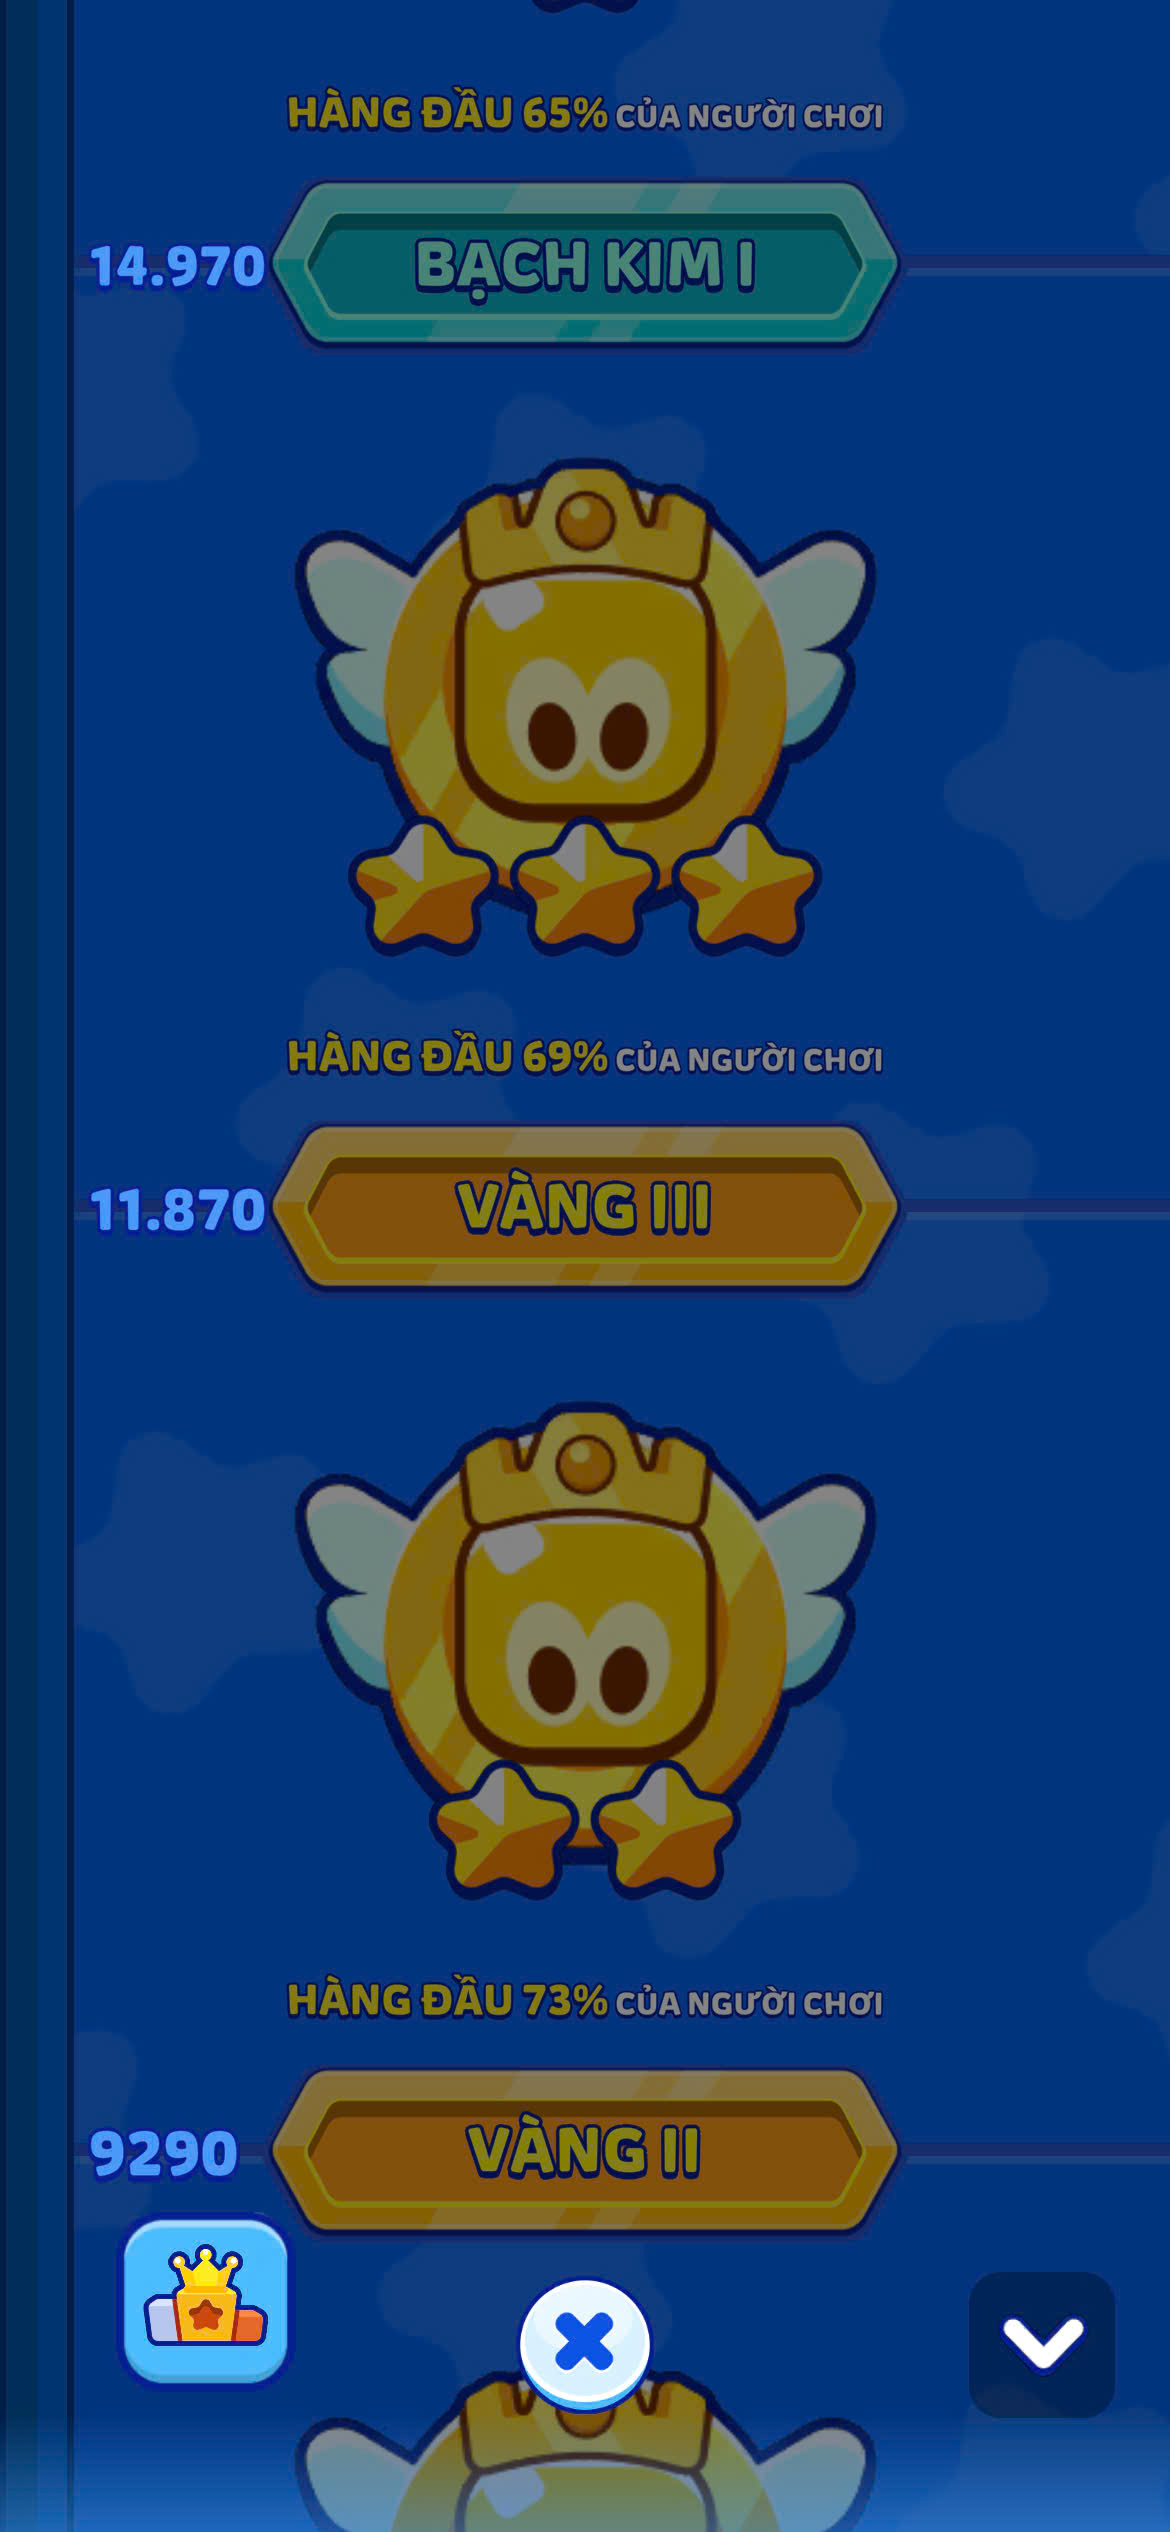 HÀNG ĐẦU 65% CỦA NGƯỜI CHƠI
14.970 BẠCH KIM I
HÀNG ĐẦU 69% CỦA NGƯỜI CHƠI
11.870 VÀNG III
HÀNG ĐẦU 73% CỦA NGƯỜI CHƠI
9290 VÀNG II